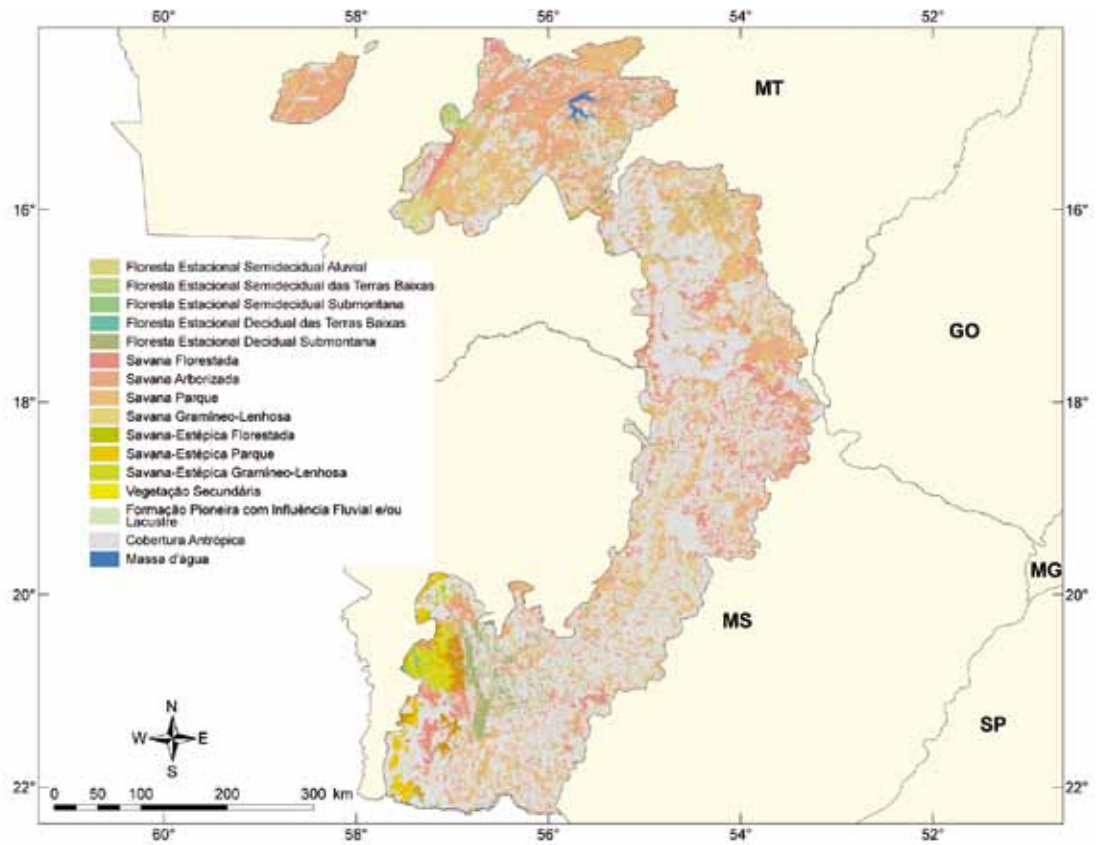 60° 58° 56° 54° 52°
MT
16° 16°
Floresta Estacional Semidecidual Aluvial
Floresta Estacional Semidecidual das Terras Baixas
Floresta Estacional Semidecidual Submontana
Floresta Estacional Decidual das Terras Baixas
Floresta Estacional Decidual Submontana
Savana Florestada
Savana Arborizada
Savana Parque
Savana Gramíneo-Lenhosa
Savana-Estépica Florestada
Savana-Estépica Parque
Savana-Estépica Gramíneo-Lenhosa
Vegetação Secundária
Formação Pioneira com Influência Fluvial e/ou
Lacustre
Cobertura Antrópica
Massa d'água
GO
18° 18°
MG
20° 20°
MS
SP
N
W E
S
22° 22°
0 50 100 200 300 km
60° 58° 56° 54° 52°